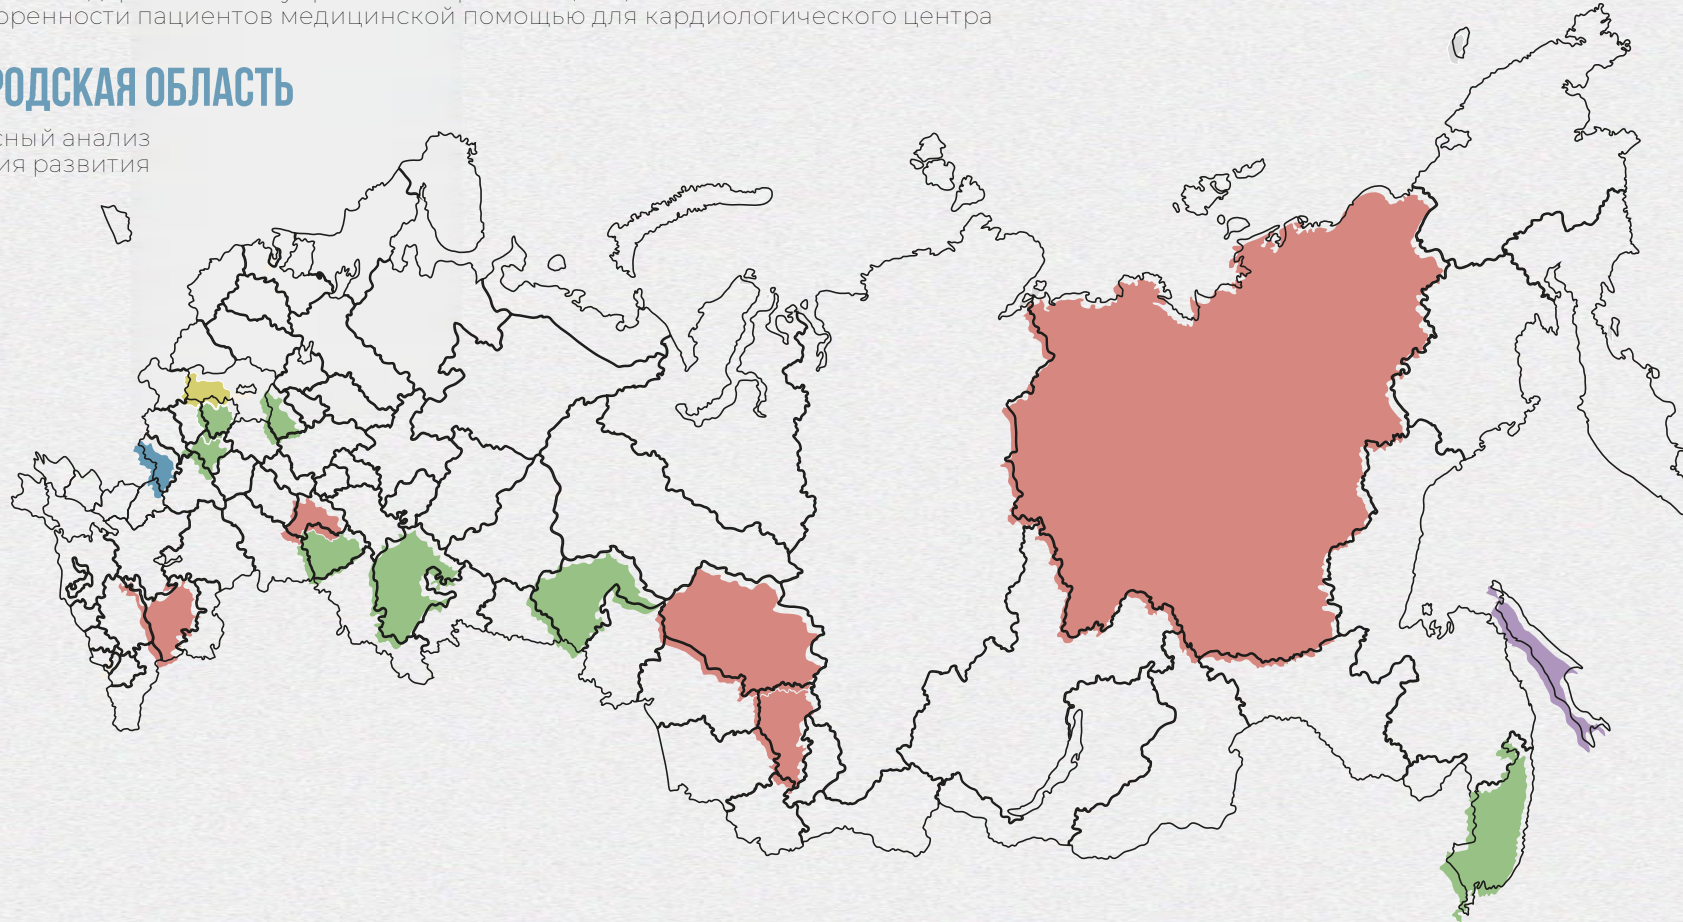 оренности пациентов медицинской помощью для кардиологического центра
РОДСКАЯ ОБЛАСТЬ
сный анализ
ия развития